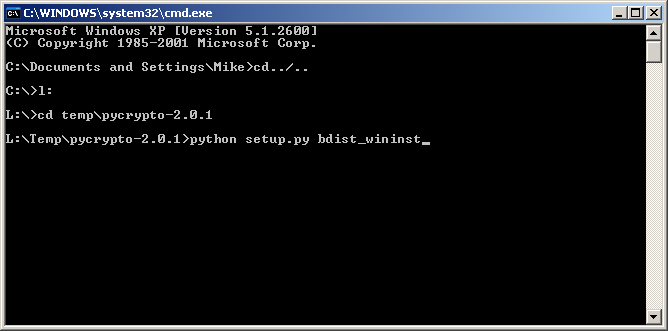 C:\WINDOWS\system32\cmd.exe
Microsoft Windows XP [Version 5.1.2600]
(C) Copyright 1985-2001 Microsoft Corp.
C:\Documents and Settings\Mike>cd../..
C:\>l:
L:\>cd temp\pycrypto-2.0.1
L:\Temp\pycrypto-2.0.1>python setup.py bdist_wininst_